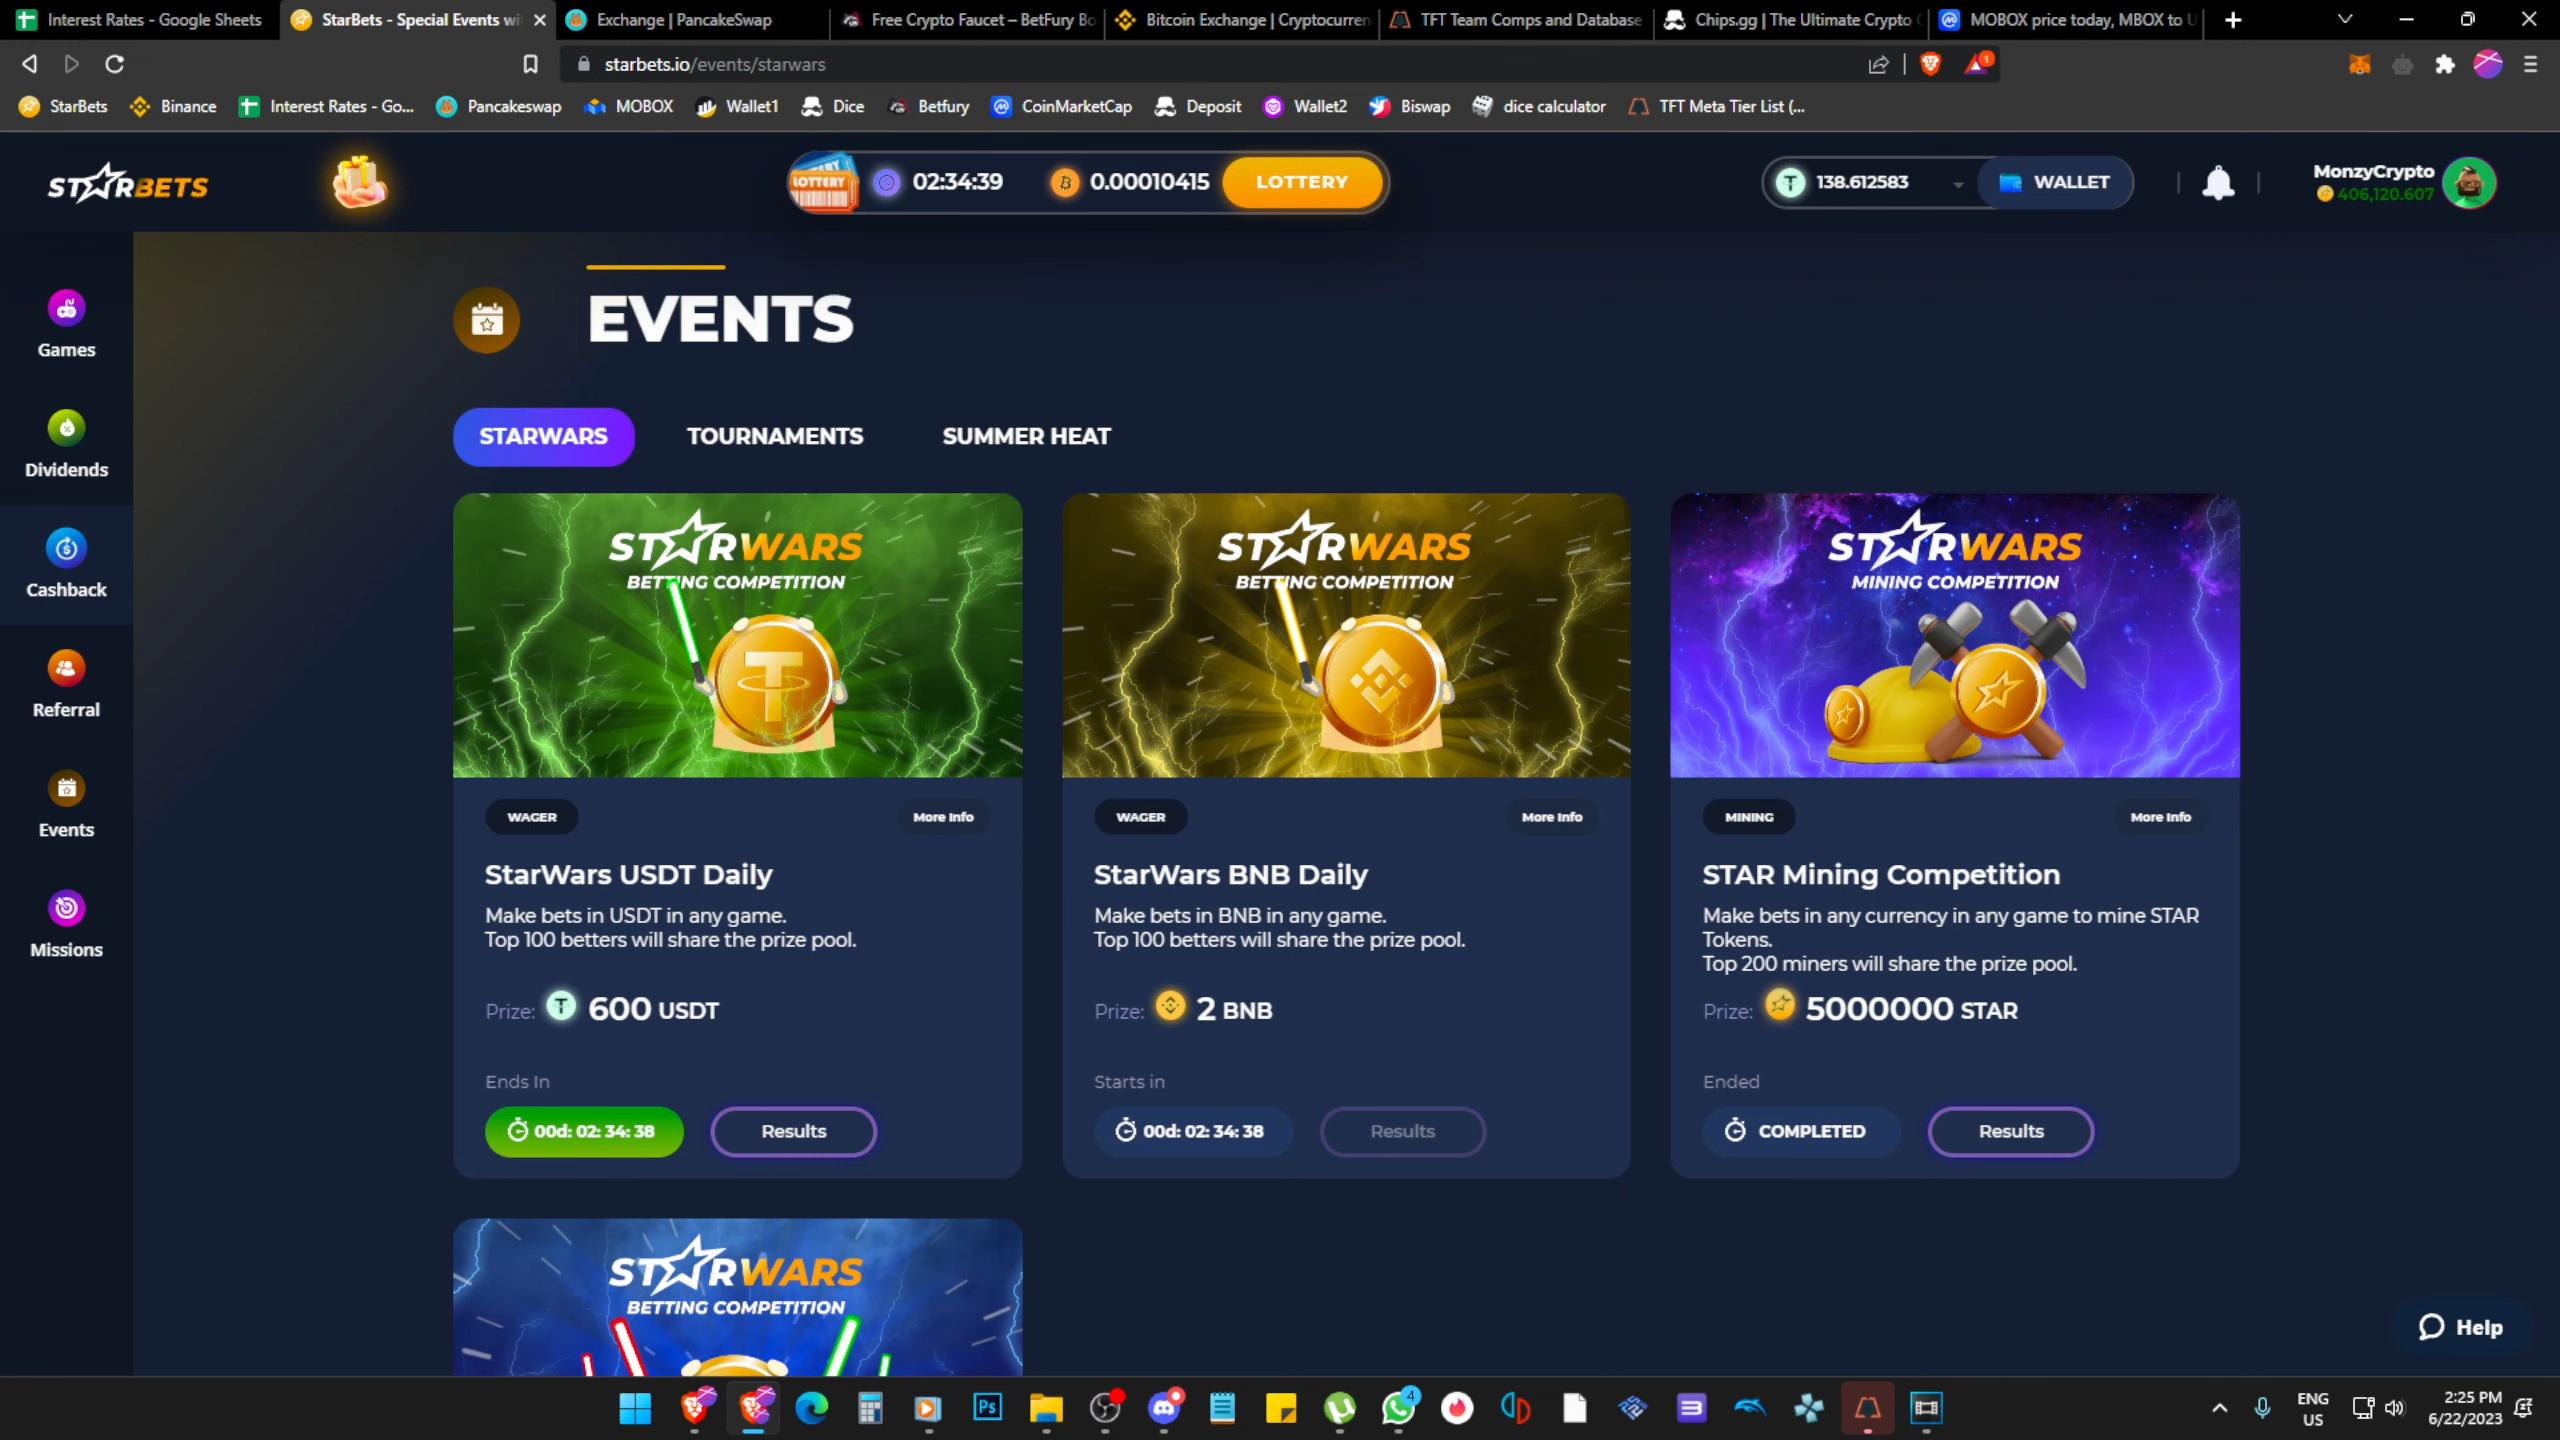 Interest Rates - Google Sheets
StarBets - Special Events wi
Exchange | PancakeSwap
Free Crypto Faucet – BetFury Bo
Bitcoin Exchange | Cryptocurren
TFT Team Comps and Database
Chips.gg | The Ultimate Crypto
MOBOX price today, MBOX to U
starbets.io/events/starwars
1
StarBets
Binance
Interest Rates - Go...
Pancakeswap
MOBOX
Wallet1
Dice
Betfury
CoinMarketCap
Deposit
Wallet2
Biswap
dice calculator
TFT Meta Tier List (...
STARBETS
LOTTERY
02:34:39
0.00010415
LOTTERY
138.612583
WALLET
MonzyCrypto
406,120.607
Games
Dividends
Cashback
Referral
Events
Missions
EVENTS
STARWARS
TOURNAMENTS
SUMMER HEAT
STARWARS
BETTING COMPETITION
WAGER
More Info
StarWars USDT Daily
Make bets in USDT in any game.
Top 100 betters will share the prize pool.
Prize: 600 USDT
Ends In
00d: 02: 34: 38
Results
STARWARS
BETTING COMPETITION
WAGER
More Info
StarWars BNB Daily
Make bets in BNB in any game.
Top 100 betters will share the prize pool.
Prize: 2 BNB
Starts in
00d: 02: 34: 38
Results
STARWARS
MINING COMPETITION
MINING
More Info
STAR Mining Competition
Make bets in any currency in any game to mine STAR
Tokens.
Top 200 miners will share the prize pool.
Prize: 5000000 STAR
Ended
COMPLETED
Results
STARWARS
BETTING COMPETITION
Help
Ps
4
ENG
US
2:25 PM
6/22/2023